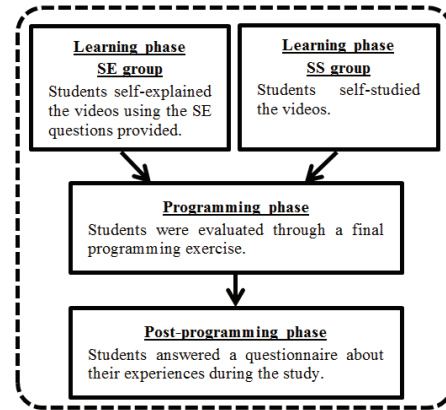 Learning phase
SE group
Students self-explained
the videos using the SE
questions provided.
Learning phase
SS group
Students self-studied
the videos.
Programming phase
Students were evaluated through a final
programming exercise.
Post-programming phase
Students answered a questionnaire about
their experiences during the study.